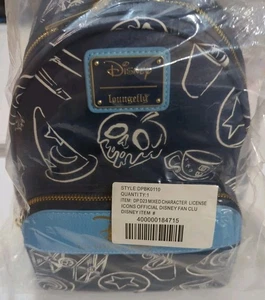 Disney
Loungefly
STYLE:DPBK0110
QUANTITY:1
ITEM: DP D23 MIXED CHARACTER LICENSE
ICONS OFFICIAL DISNEY FAN CLU
DISNEY ITEM #
400000184715